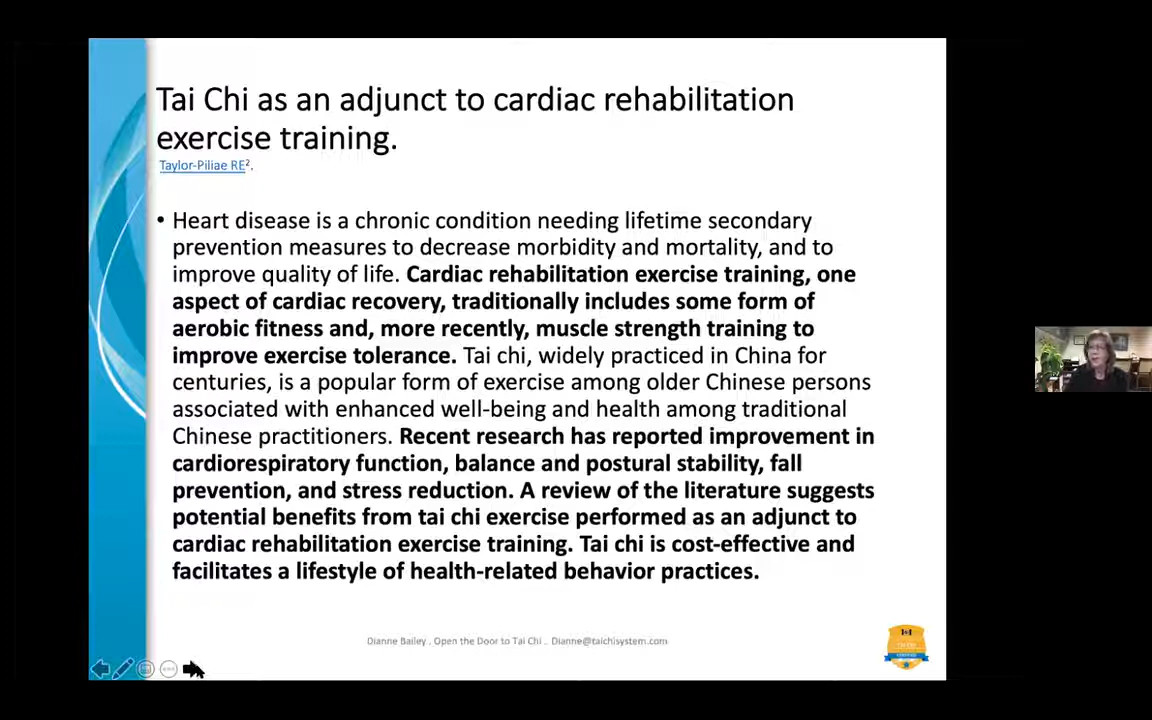 Tai Chi as an adjunct to cardiac rehabilitation
exercise training.
Taylor-Piliae RE2.
• Heart disease is a chronic condition needing lifetime secondary
prevention measures to decrease morbidity and mortality, and to
improve quality of life. Cardiac rehabilitation exercise training, one
aspect of cardiac recovery, traditionally includes some form of
aerobic fitness and, more recently, muscle strength training to
improve exercise tolerance. Tai chi, widely practiced in China for
centuries, is a popular form of exercise among older Chinese persons
associated with enhanced well-being and health among traditional
Chinese practitioners. Recent research has reported improvement in
cardiorespiratory function, balance and postural stability, fall
prevention, and stress reduction. A review of the literature suggests
potential benefits from tai chi exercise performed as an adjunct to
cardiac rehabilitation exercise training. Tai chi is cost-effective and
facilitates a lifestyle of health-related behavior practices.
Dianne Bailey . Open the Door to Tai Chi .. Dianne@taichisystem.com